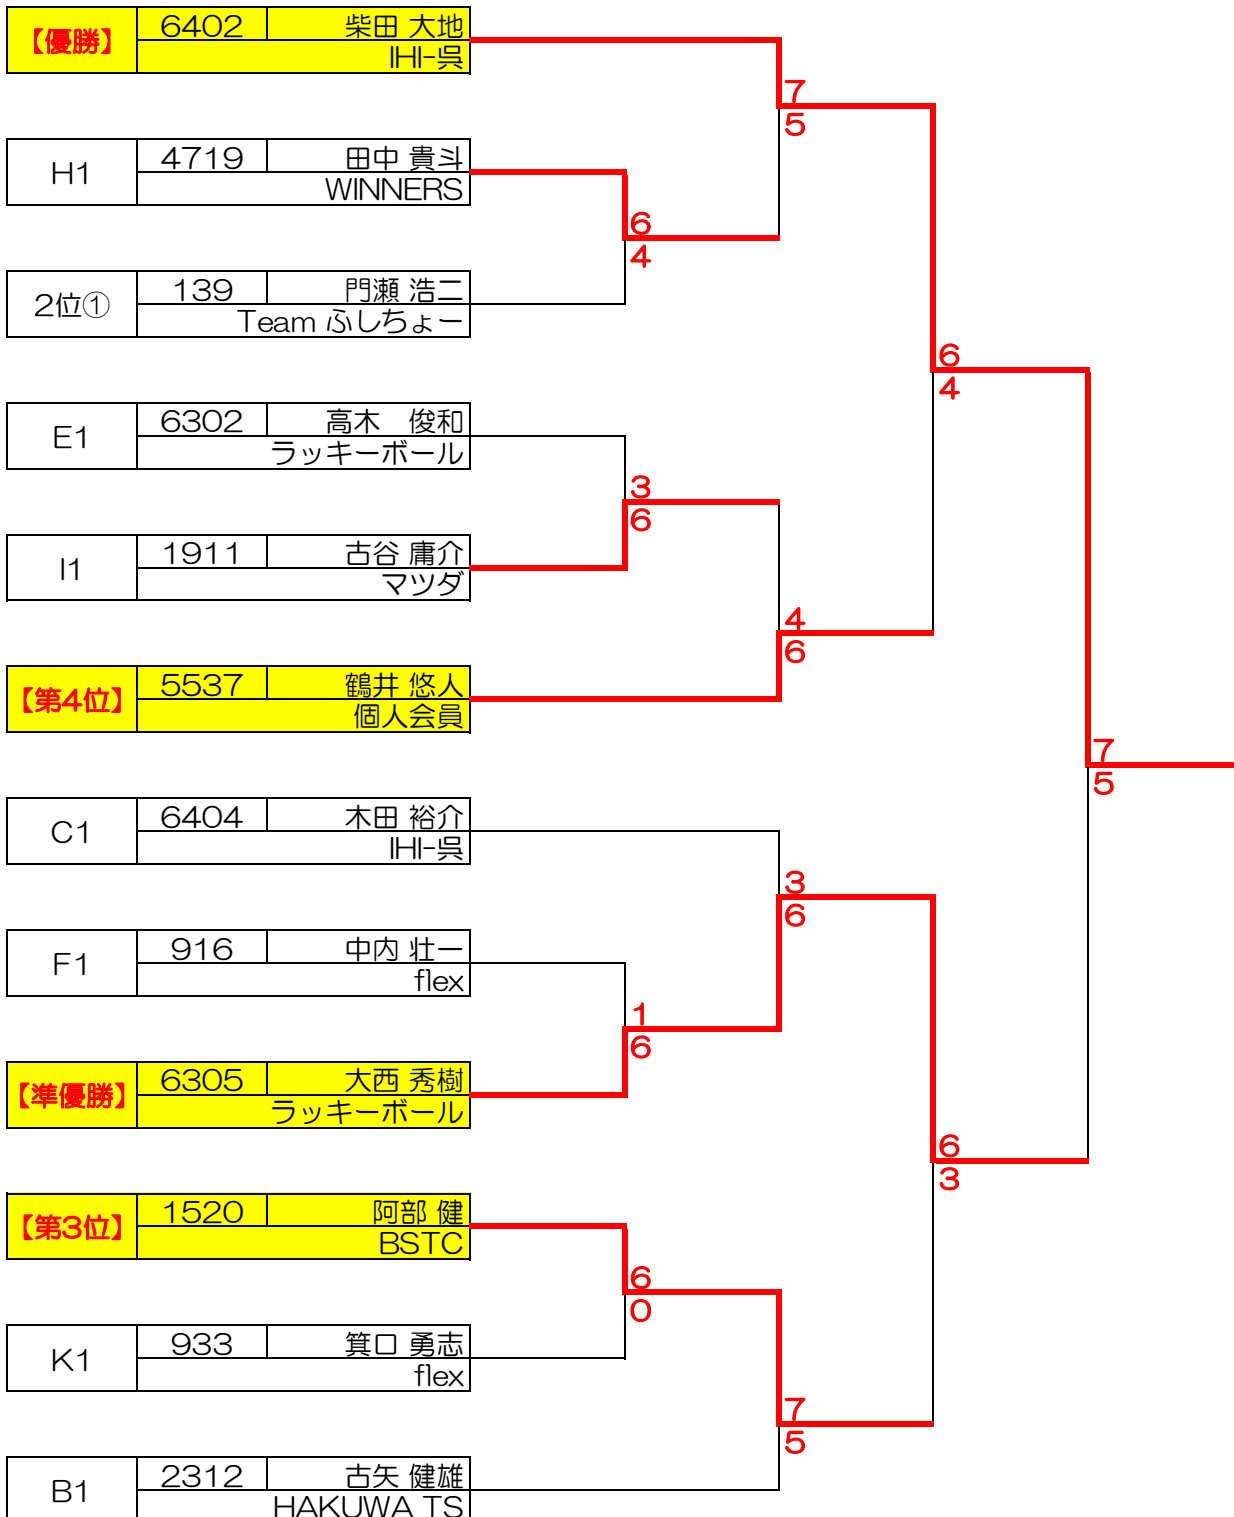 【優勝】 6402 柴田 大地
IHI-呉
7
5
H1 4719 田中 貴斗
WINNERS
6
4
2位① 139 門瀬 浩二
Team ふしちょー
6
4
E1 6302 高木　俊和
ラッキーボール
3
6
I1 1911 古谷 庸介
マツダ
4
6
【第4位】 5537 鶴井 悠人
個人会員
7
5
C1 6404 木田 裕介
IHI-呉
3
6
F1 916 中内 壮一
flex
1
6
【準優勝】 6305 大西 秀樹
ラッキーボール
6
3
【第3位】 1520 阿部 健
BSTC
6
0
K1 933 箕口 勇志
flex
7
5
B1 2312 古矢 健雄
HAKUWA TS